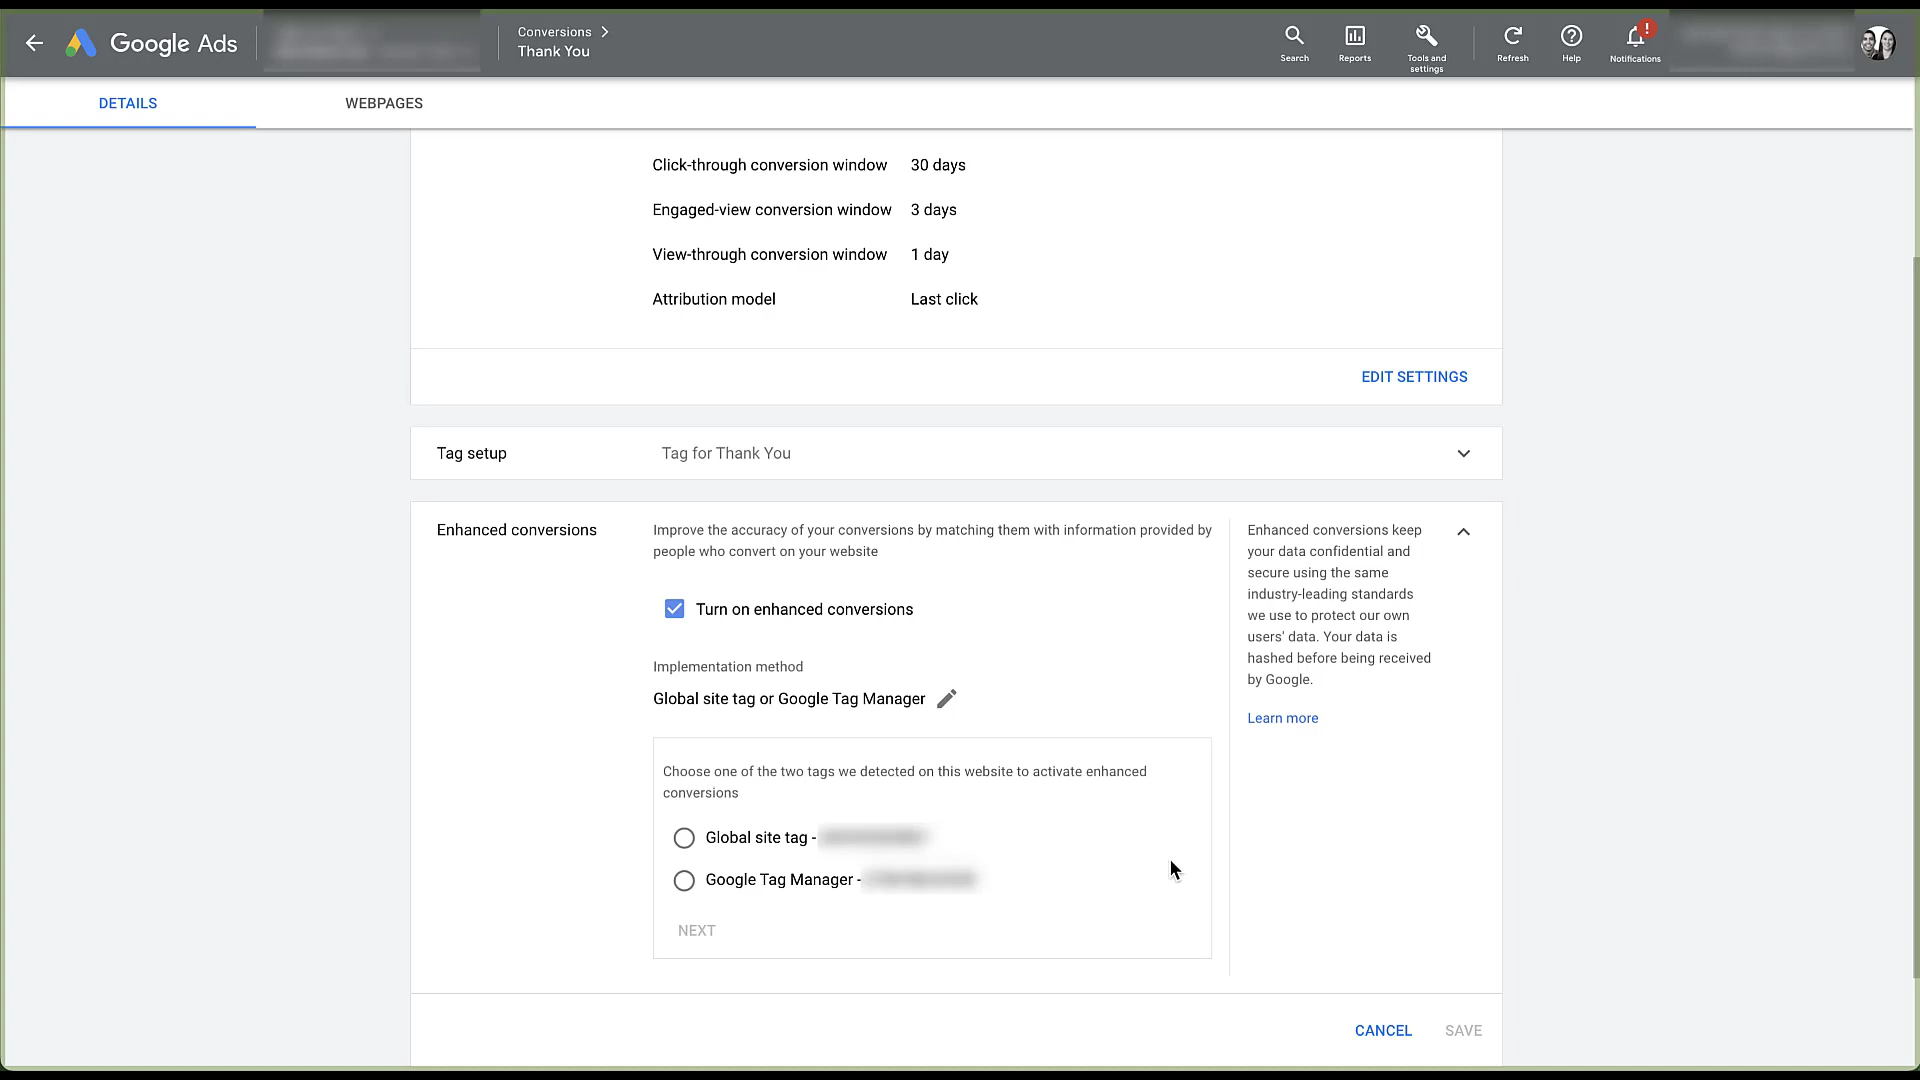 Google Ads
Conversions
Thank You
Search
Reports
Tools and
settings
Refresh
Help
!
Notifications
DETAILS
WEBPAGES
Click-through conversion window 30 days
Engaged-view conversion window 3 days
View-through conversion window 1 day
Attribution model Last click
EDIT SETTINGS
Tag setup Tag for Thank You
Enhanced conversions
Improve the accuracy of your conversions by matching them with information provided by
people who convert on your website
Turn on enhanced conversions
Implementation method
Global site tag or Google Tag Manager
Choose one of the two tags we detected on this website to activate enhanced
conversions
Global site tag -
Google Tag Manager -
NEXT
Enhanced conversions keep
your data confidential and
secure using the same
industry-leading standards
we use to protect our own
users' data. Your data is
hashed before being received
by Google.
Learn more
CANCEL
SAVE